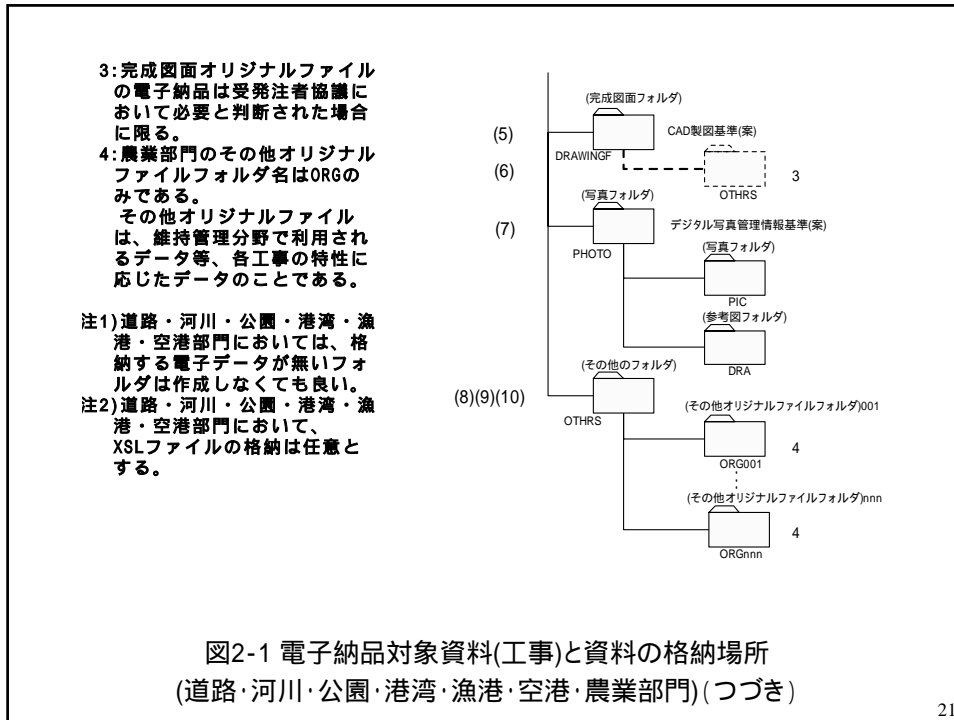 3:完成図面オリジナルファイル
の電子納品は受発注者協議に
おいて必要と判断された場合
に限る。
4:農業部門のその他オリジナル
ファイルフォルダ名はORGの
みである。
その他オリジナルファイル
は、維持管理分野で利用され
るデータ等、各工事の特性に
応じたデータのことである。
注1)道路・河川・公園・港湾・漁
港・空港部門においては、格
納する電子データが無いフォ
ルダは作成しなくても良い。
注2)道路・河川・公園・港湾・漁
港・空港部門において、
XSLファイルの格納は任意と
する。
(完成図面フォルダ)
(5)
CAD製図基準(案)
DRAWINGF
(6)
3
OTHRS
(写真フォルダ)
(7)
デジタル写真管理情報基準(案)
PHOTO
(写真フォルダ)
PIC
(参考図フォルダ)
DRA
(その他のフォルダ)
(8)(9)(10)
OTHRS
(その他オリジナルファイルフォルダ)001
4
ORG001
(その他オリジナルファイルフォルダ)nnn
4
ORGnnn
図2-1 電子納品対象資料(工事)と資料の格納場所
(道路・河川・公園・港湾・漁港・空港・農業部門)(つづき)
21